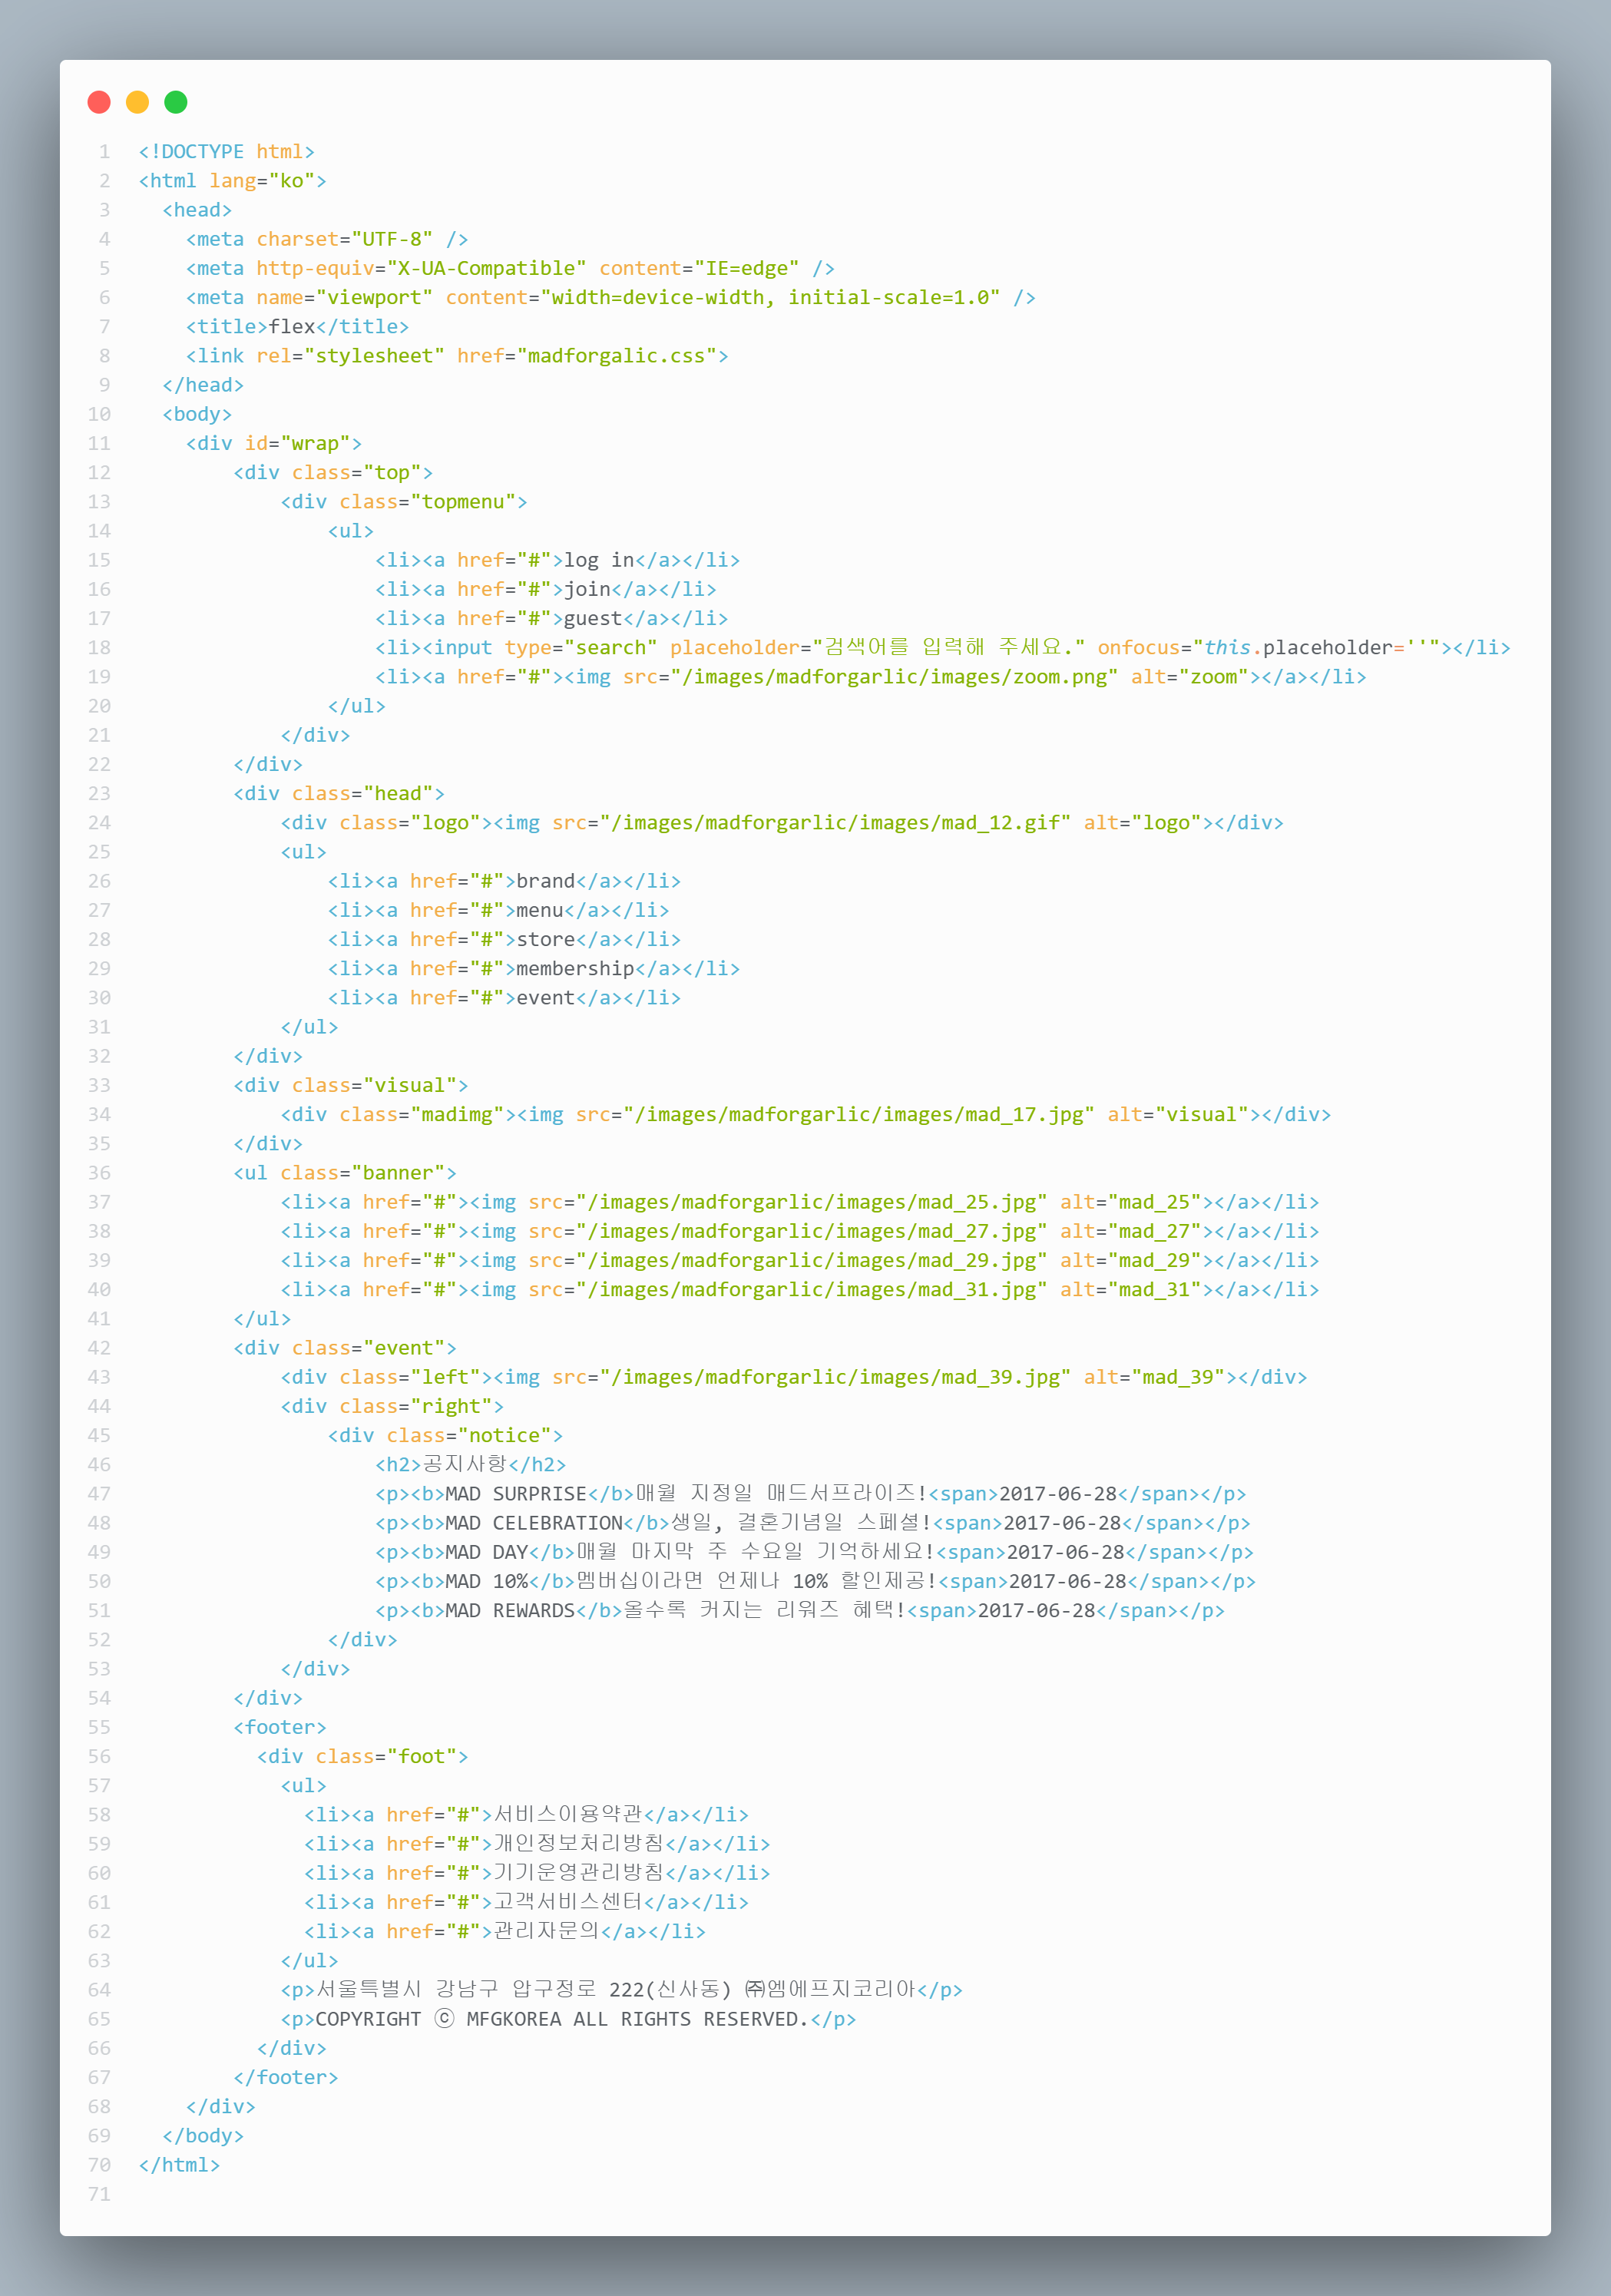 1 <!DOCTYPE html>
2 <html lang="ko">
3 <head>
4 <meta charset="UTF-8" />
5 <meta http-equiv="X-UA-Compatible" content="IE=edge" />
6 <meta name="viewport" content="width=device-width, initial-scale=1.0" />
7 <title>flex</title>
8 <link rel="stylesheet" href="madforgalic.css">
9 </head>
10 <body>
11 <div id="wrap">
12 <div class="top">
13 <div class="topmenu">
14 <ul>
15 <li><a href="#">log in</a></li>
16 <li><a href="#">join</a></li>
17 <li><a href="#">guest</a></li>
18 <li><input type="search" placeholder="검색어를 입력해 주세요." onfocus="this.placeholder=''"></li>
19 <li><a href="#"><img src="/images/madforgarlic/images/zoom.png" alt="zoom"></a></li>
20 </ul>
21 </div>
22 </div>
23 <div class="head">
24 <div class="logo"><img src="/images/madforgarlic/images/mad_12.gif" alt="logo"></div>
25 <ul>
26 <li><a href="#">brand</a></li>
27 <li><a href="#">menu</a></li>
28 <li><a href="#">store</a></li>
29 <li><a href="#">membership</a></li>
30 <li><a href="#">event</a></li>
31 </ul>
32 </div>
33 <div class="visual">
34 <div class="madimg"><img src="/images/madforgarlic/images/mad_17.jpg" alt="visual"></div>
35 </div>
36 <ul class="banner">
37 <li><a href="#"><img src="/images/madforgarlic/images/mad_25.jpg" alt="mad_25"></a></li>
38 <li><a href="#"><img src="/images/madforgarlic/images/mad_27.jpg" alt="mad_27"></a></li>
39 <li><a href="#"><img src="/images/madforgarlic/images/mad_29.jpg" alt="mad_29"></a></li>
40 <li><a href="#"><img src="/images/madforgarlic/images/mad_31.jpg" alt="mad_31"></a></li>
41 </ul>
42 <div class="event">
43 <div class="left"><img src="/images/madforgarlic/images/mad_39.jpg" alt="mad_39"></div>
44 <div class="right">
45 <div class="notice">
46 <h2>공지사항</h2>
47 <p><b>MAD SURPRISE</b>매월 지정일 매드서프라이즈!<span>2017-06-28</span></p>
48 <p><b>MAD CELEBRATION</b>생일, 결혼기념일 스페셜!<span>2017-06-28</span></p>
49 <p><b>MAD DAY</b>매월 마지막 주 수요일 기억하세요!<span>2017-06-28</span></p>
50 <p><b>MAD 10%</b>멤버십이라면 언제나 10% 할인제공!<span>2017-06-28</span></p>
51 <p><b>MAD REWARDS</b>올수록 커지는 리워즈 혜택!<span>2017-06-28</span></p>
52 </div>
53 </div>
54 </div>
55 <footer>
56 <div class="foot">
57 <ul>
58 <li><a href="#">서비스이용약관</a></li>
59 <li><a href="#">개인정보처리방침</a></li>
60 <li><a href="#">기기운영관리방침</a></li>
61 <li><a href="#">고객서비스센터</a></li>
62 <li><a href="#">관리자문의</a></li>
63 </ul>
64 <p>서울특별시 강남구 압구정로 222(신사동) ㈜엠에프지코리아</p>
65 <p>COPYRIGHT ⓒ MFGKOREA ALL RIGHTS RESERVED.</p>
66 </div>
67 </footer>
68 </div>
69 </body>
70 </html>
71